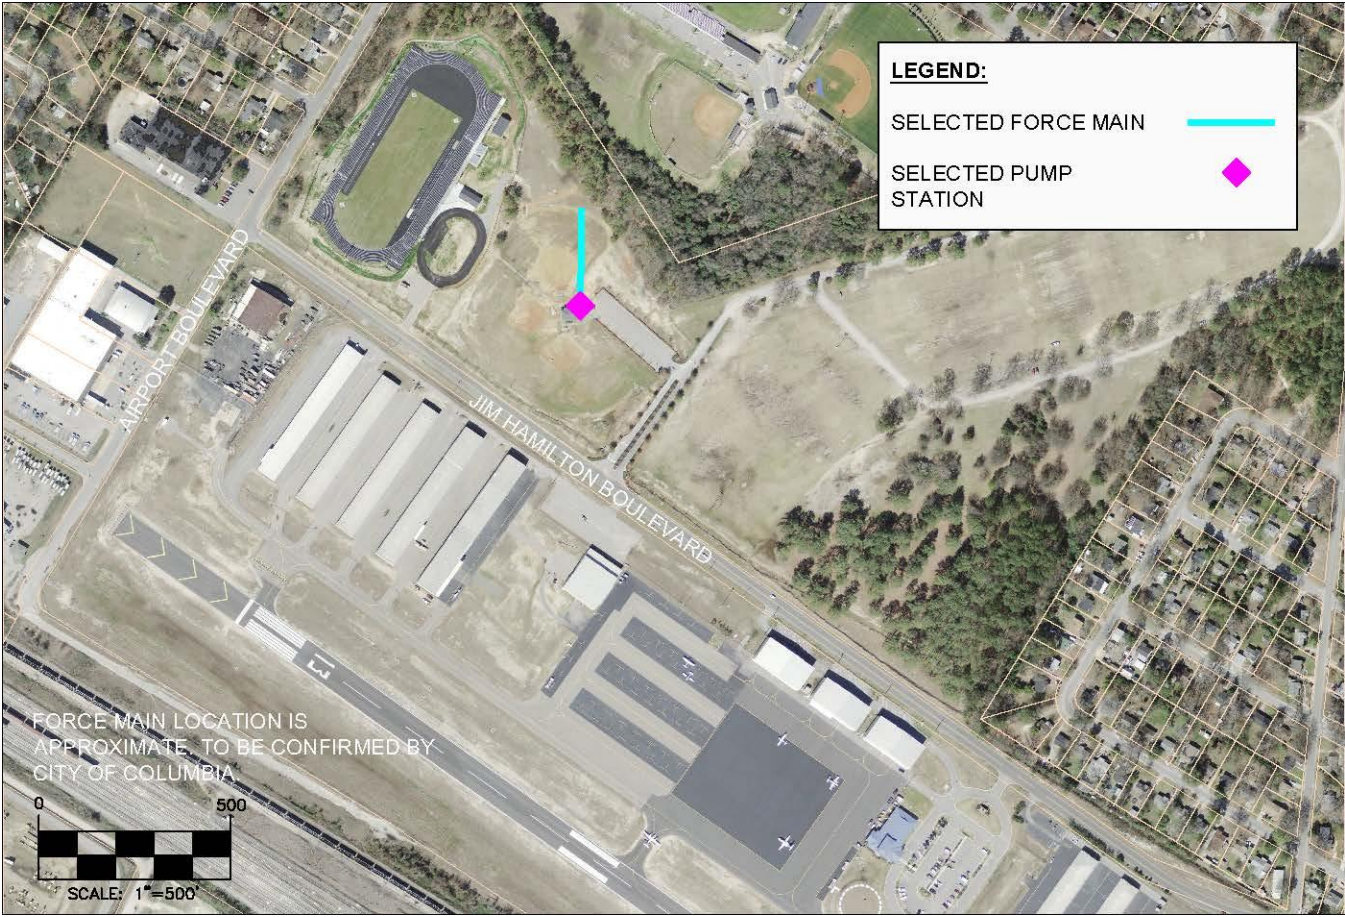 LEGEND:
SELECTED FORCE MAIN
SELECTED PUMP
STATION
AIRPORT BOULEVARD
JIM HAMILTON BOULEVARD
13
FORCE MAIN LOCATION IS
APPROXIMATE, TO BE CONFIRMED BY
CITY OF COLUMBIA.
0 500
SCALE: 1"=500'